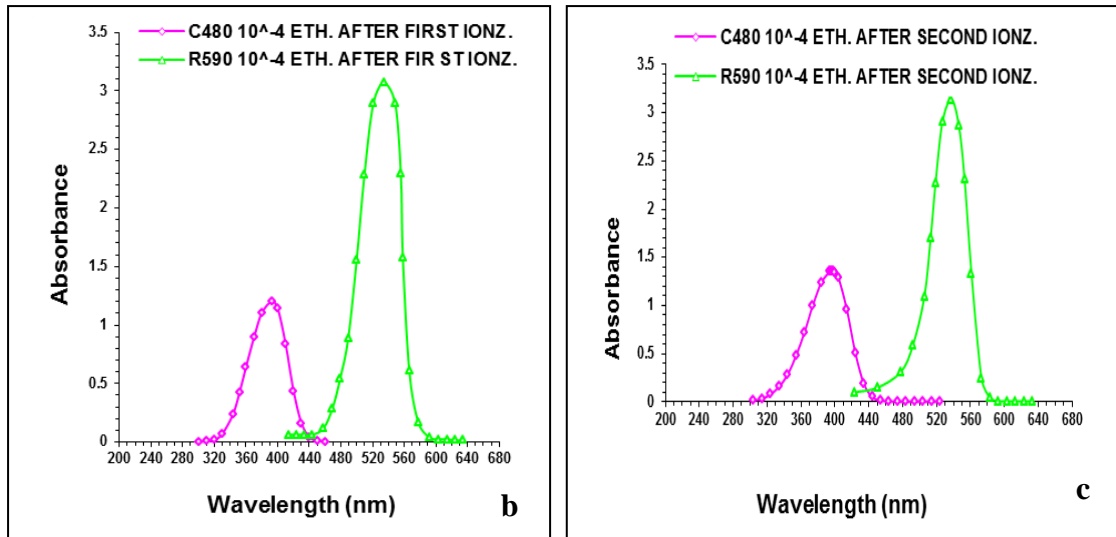 C480 10^-4 ETH. AFTER FIRST IONZ.
R590 10^-4 ETH. AFTER FIR ST IONZ.
3.5
3
2.5
2
1.5
1
0.5
0
Absorbance
200 240 280 320 360 400 440 480 520 560 600 640 680
Wavelength (nm)
b
C480 10^-4 ETH. AFTER SECOND IONZ.
R590 10^-4 ETH. AFTER SECOND IONZ.
3.5
3
2.5
2
1.5
1
0.5
0
Absorbance
200 240 280 320 360 400 440 480 520 560 600 640 680
Wavelength (nm)
c